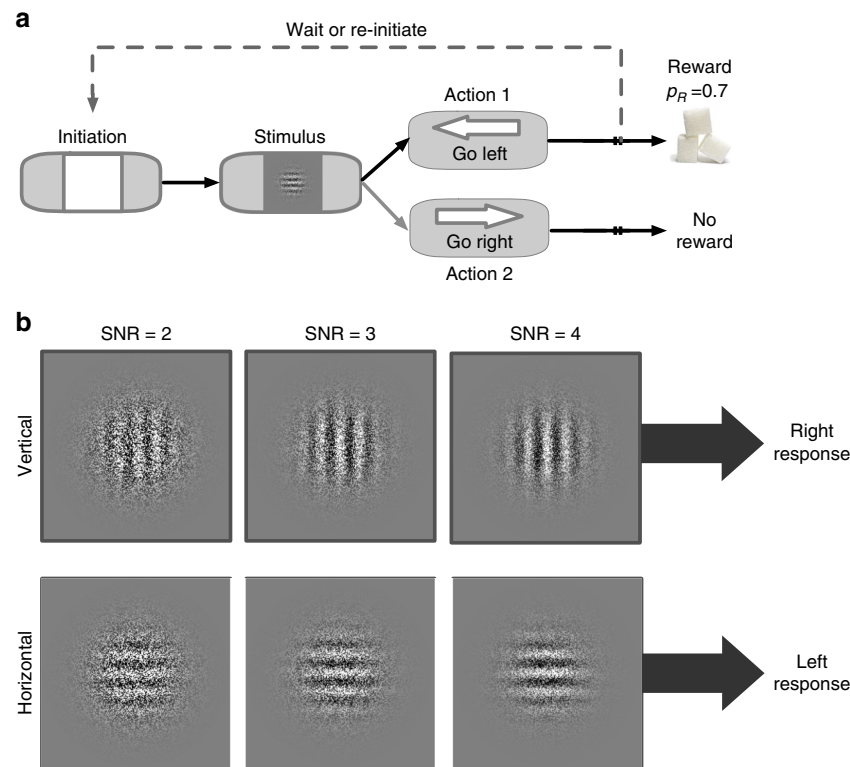 a
Wait or re-initiate
Reward
p_R =0.7
Action 1
Initiation
Stimulus
Go left
Go right
No
reward
Action 2
b
SNR = 2
SNR = 3
SNR = 4
Vertical
Right
response
Horizontal
Left
response